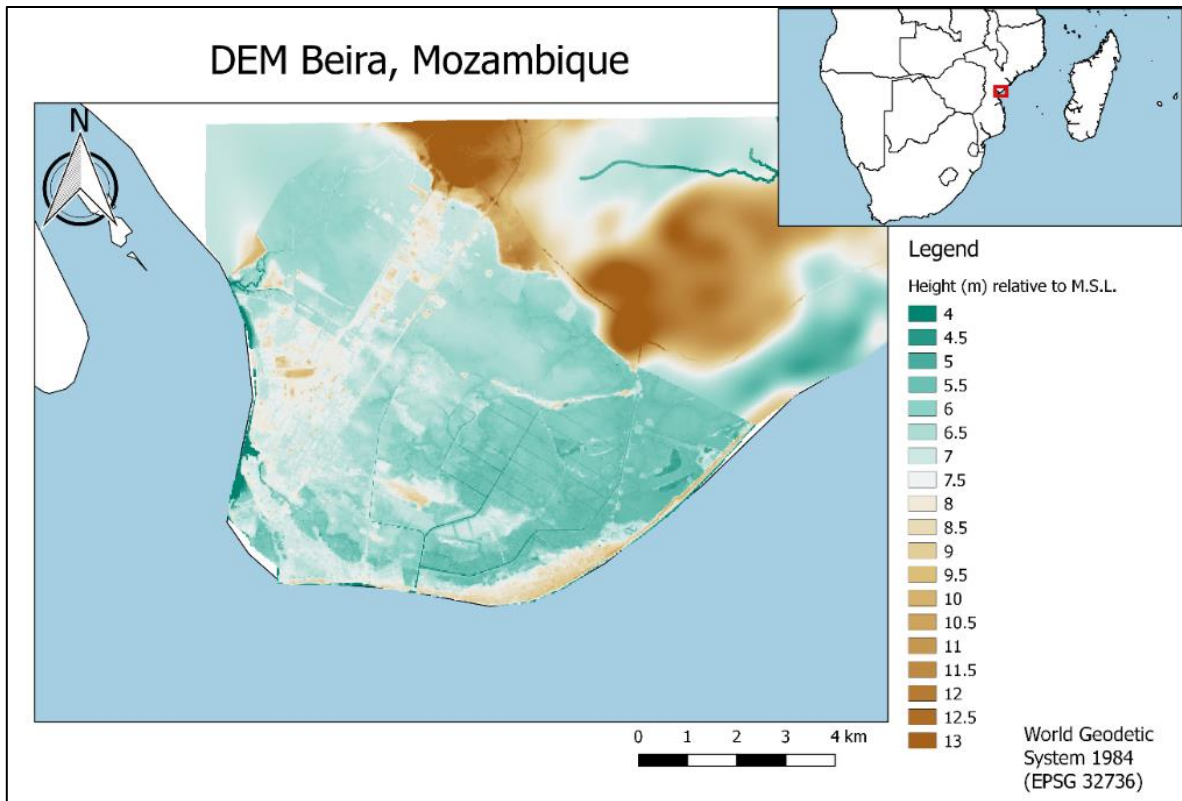 DEM Beira, Mozambique
N
Legend
Height (m) relative to M.S.L.
4
4.5
5
5.5
6
6.5
7
7.5
8
8.5
9
9.5
10
10.5
11
11.5
12
12.5
13
0 1 2 3 4 km
World Geodetic
System 1984
(EPSG 32736)